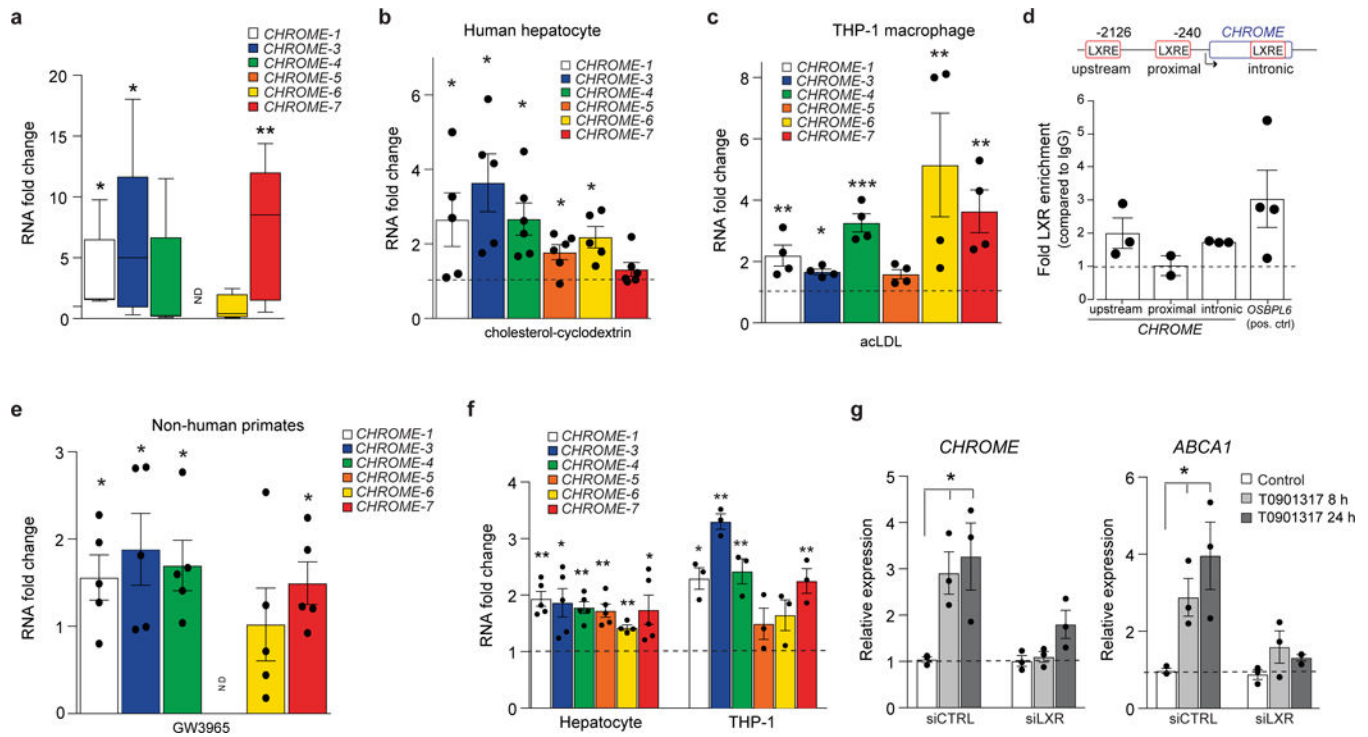 a
CHROME-1
CHROME-3
CHROME-4
CHROME-5
CHROME-6
CHROME-7
RNA fold change
20
15
10
5
0
*
*
ND
**
b
Human hepatocyte
CHROME-1
CHROME-3
CHROME-4
CHROME-5
CHROME-6
CHROME-7
RNA fold change
8
6
4
2
0
*
*
*
*
*
cholesterol-cyclodextrin
c
THP-1 macrophage
CHROME-1
CHROME-3
CHROME-4
CHROME-5
CHROME-6
CHROME-7
RNA fold change
8
6
4
2
0
**
*
***
**
**
acLDL
d
-2126
-240
CHROME
LXRE
LXRE
LXRE
upstream
proximal
intronic
Fold LXR enrichment
(compared to IgG)
6
5
4
3
2
1
0
upstream
proximal
intronic
OSBPL6
(pos. ctrl)
CHROME
e
Non-human primates
CHROME-1
CHROME-3
CHROME-4
CHROME-5
CHROME-6
CHROME-7
RNA fold change
3
2
1
0
*
*
*
ND
*
GW3965
f
CHROME-1
CHROME-3
CHROME-4
CHROME-5
CHROME-6
CHROME-7
RNA fold change
4
3
2
1
0
**
*
**
**
**
*
*
**
**
**
Hepatocyte
THP-1
g
CHROME
Relative expression
5
4
3
2
1
0
*
siCTRL
siLXR
ABCA1
Relative expression
6
4
2
0
*
siCTRL
siLXR
Control
T0901317 8 h
T0901317 24 h